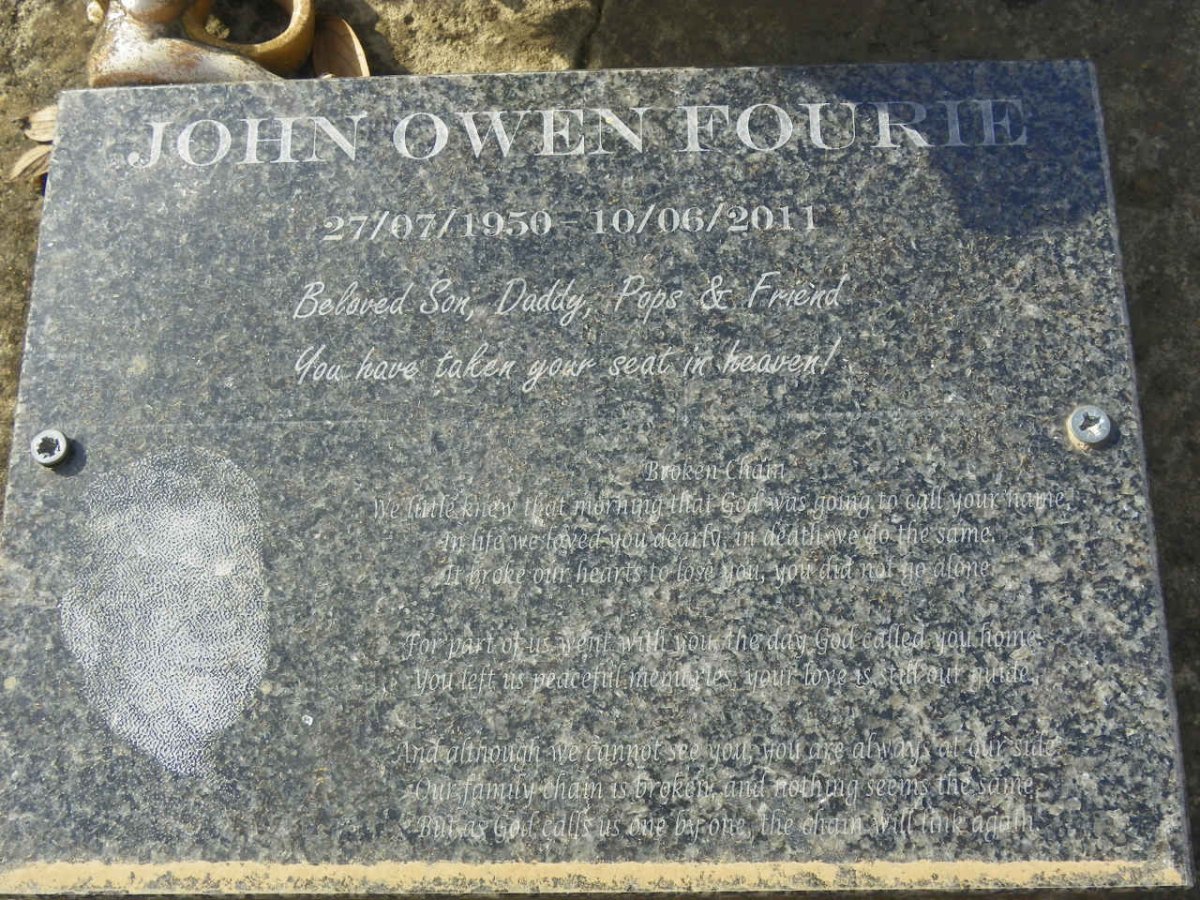 JOHN OWEN FOURIE
27/07/1950 - 10/06/2011
Beloved Son, Daddy, Pops & Friend
You have taken your seat in heaven!
Broken Chain
We little knew that morning that God was going to call your name,
In life we loved you dearly, in death we do the same.
It broke our hearts to lose you, you did not go alone
For part of us went with you, the day God called you home
You left us peaceful memories, your love is still our guide,
And although we cannot see you, you are always at our side
Our family chain is broken, and nothing seems the same,
But as God calls us one by one, the chain will link again.